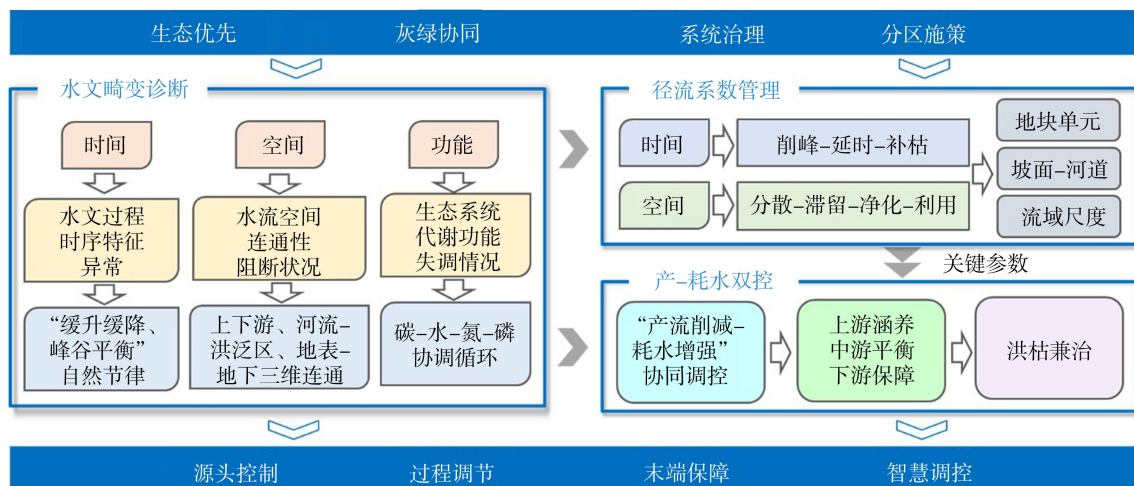 生态优先 灰绿协同 系统治理 分区施策
水文畸变诊断
时间
空间
功能
水文过程
时序特征
异常
水流空间
连通性
阻断状况
生态系统
代谢功能
失调情况
“缓升缓降、
峰谷平衡”
自然节律
上下游、河流–
洪泛区、地表–
地下三维连通
碳–水–氮–磷
协调循环
径流系数管理
时间
削峰–延时–补枯
空间
分散–滞留–净化–利用
地块单元
坡面–河道
流域尺度
关键参数
产–耗水双控
“产流削减–
耗水增强”
协同调控
上游涵养
中游平衡
下游保障
洪枯兼治
源头控制 过程调节 末端保障 智慧调控